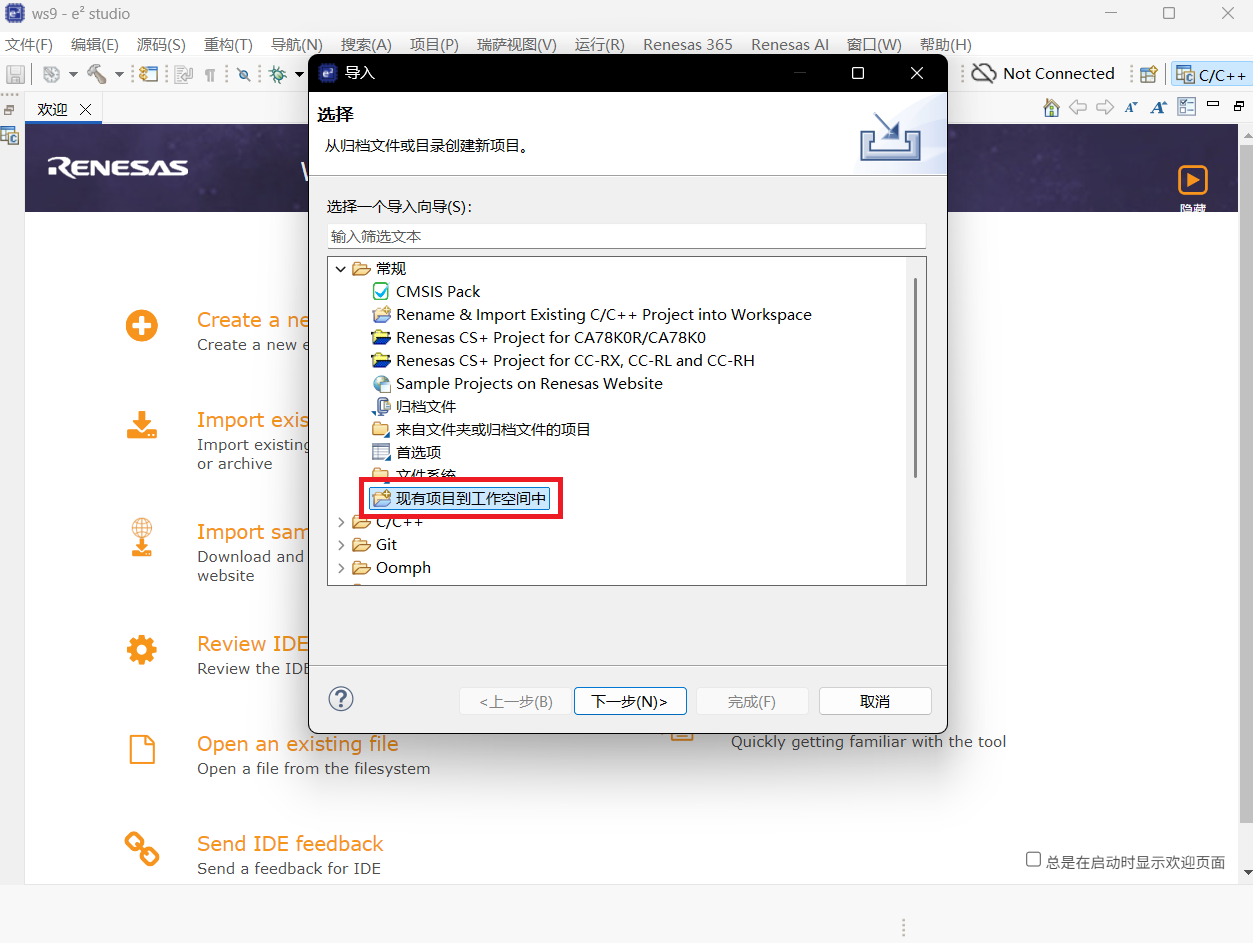 ws9 - e² studio
文件(F) 编辑(E) 源码(S) 重构(T) 导航(N) 搜索(A) 项目(P) 瑞萨视图(V) 运行(R) Renesas 365 Renesas AI 窗口(W) 帮助(H)
Not Connected
C/C++
欢迎
RENESAS
隐藏
导入
选择
从归档文件或目录创建新项目。
选择一个导入向导(S):
输入筛选文本
常规
CMSIS Pack
Rename & Import Existing C/C++ Project into Workspace
Renesas CS+ Project for CA78K0R/CA78K0
Renesas CS+ Project for CC-RX, CC-RL and CC-RH
Sample Projects on Renesas Website
归档文件
来自文件夹或归档文件的项目
首选项
文件系统
现有项目到工作空间中
C/C++
Git
Oomph
<上一步(B) 下一步(N)> 完成(F) 取消
Create a ne
Create a new e
Import exis
Import existing
or archive
Import sam
Download and
website
Review IDE
Review the IDE
Open an existing file
Open a file from the filesystem
Quickly getting familiar with the tool
Send IDE feedback
Send a feedback for IDE
总是在启动时显示欢迎页面